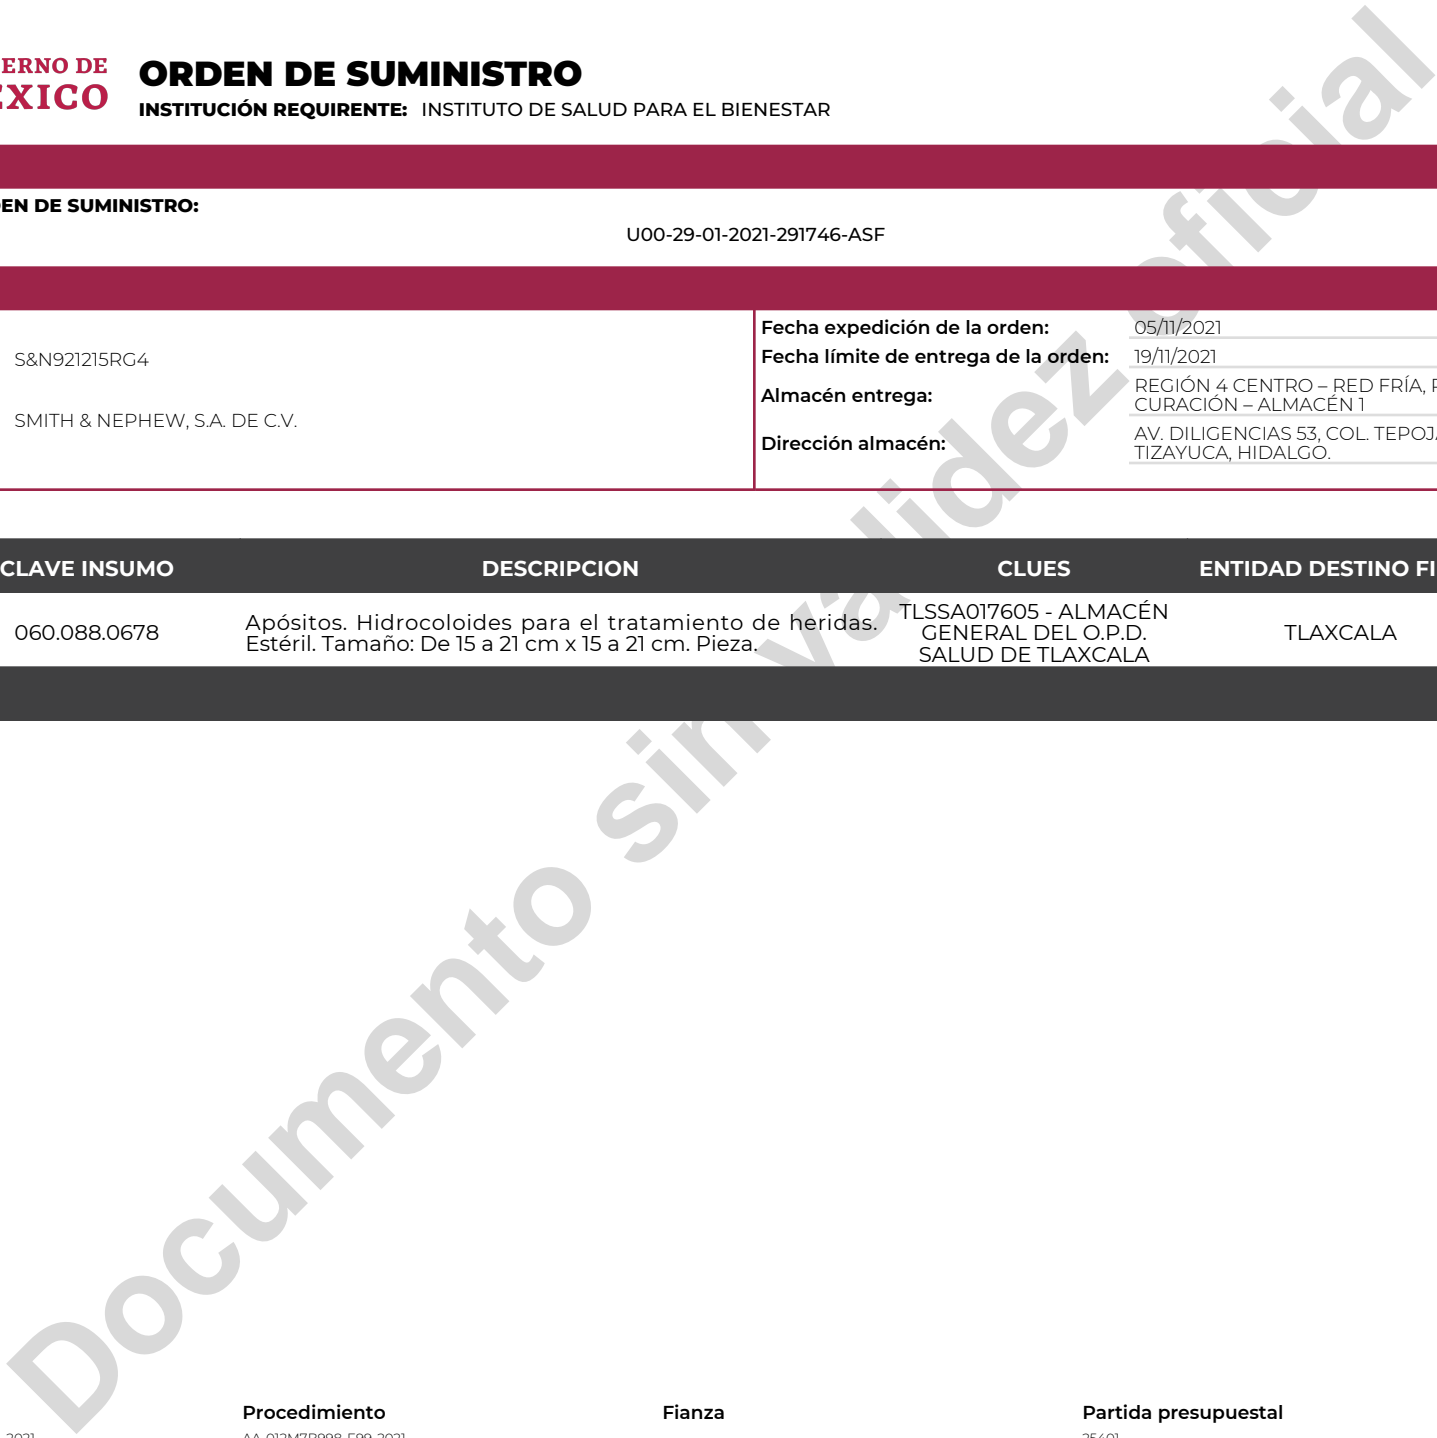 ERNO DE
ÉXICO
ORDEN DE SUMINISTRO
INSTITUCIÓN REQUIRENTE: INSTITUTO DE SALUD PARA EL BIENESTAR
EN DE SUMINISTRO:
U00-29-01-2021-291746-ASF
S&N921215RG4
SMITH & NEPHEW, S.A. DE C.V.
Fecha expedición de la orden: 05/11/2021
Fecha límite de entrega de la orden: 19/11/2021
Almacén entrega: REGIÓN 4 CENTRO – RED FRÍA,
CURACIÓN – ALMACÉN 1
Dirección almacén: AV. DILIGENCIAS 53, COL. TEPOJ
TIZAYUCA, HIDALGO.
CLAVE INSUMO DESCRIPCION CLUES ENTIDAD DESTINO FI
060.088.0678
Apósitos. Hidrocoloides para el tratamiento de heridas.
Estéril. Tamaño: De 15 a 21 cm x 15 a 21 cm. Pieza.
TLSSA017605 - ALMACÉN
GENERAL DEL O.P.D.
SALUD DE TLAXCALA
TLAXCALA
Documento sin validez oficial
Procedimiento Fianza Partida presupuestal